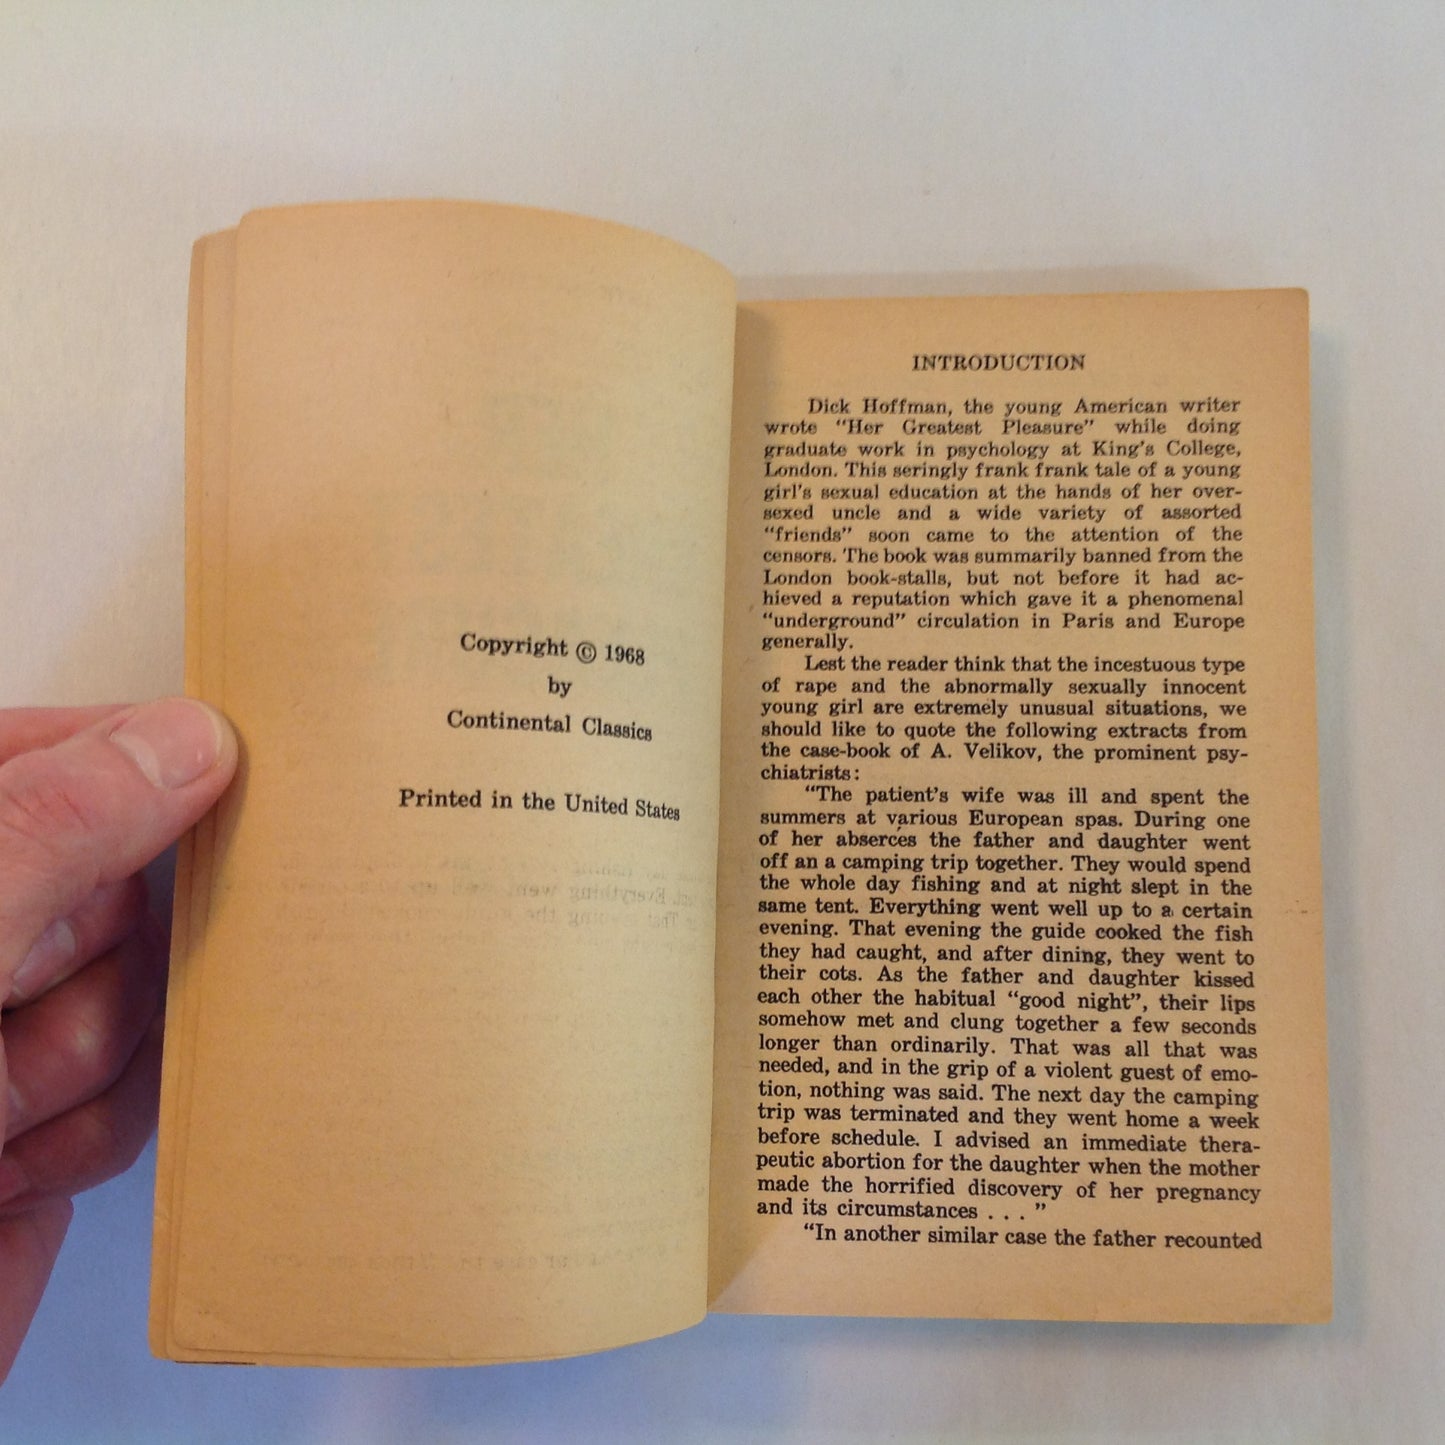 Copyright © 1968
by
Continental Classics
Printed in the United States
INTRODUCTION
Dick Hoffman, the young American writer
wrote "Her Greatest Pleasure" while doing
graduate work in psychology at King's College,
London. This seringly frank frank tale of a young
girl's sexual education at the hands of her over-
sexed uncle and a wide variety of assorted
"friends" soon came to the attention of the
censors. The book was summarily banned from the
London book-stalls, but not before it had ac-
hieved a reputation which gave it a phenomenal
"underground" circulation in Paris and Europe
generally.
Lest the reader think that the incestuous type
of rape and the abnormally sexually innocent
young girl are extremely unusual situations, we
should like to quote the following extracts from
the case-book of A. Velikov, the prominent psy-
chiatrists:
"The patient's wife was ill and spent the
summers at various European spas. During one
of her abserces the father and daughter went
off an a camping trip together. They would spend
the whole day fishing and at night slept in the
same tent. Everything went well up to a certain
evening. That evening the guide cooked the fish
they had caught, and after dining, they went to
their cots. As the father and daughter kissed
each other the habitual "good night", their lips
somehow met and clung together a few seconds
longer than ordinarily. That was all that was
needed, and in the grip of a violent guest of emo-
tion, nothing was said. The next day the camping
trip was terminated and they went home a week
before schedule. I advised an immediate thera-
peutic abortion for the daughter when the mother
made the horrified discovery of her pregnancy
and its circumstances . . . "
"In another similar case the father recounted